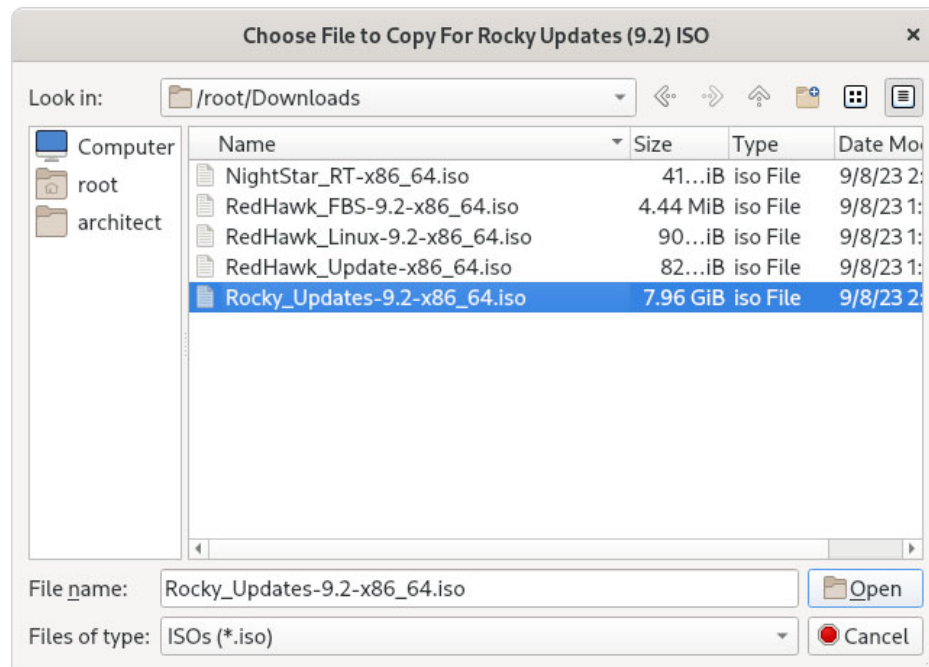 Choose File to Copy For Rocky Updates (9.2) ISO
Look in: /root/Downloads
Computer
root
architect
Name Size Type Date Mo
NightStar_RT-x86_64.iso 41...iB iso File 9/8/23 2:
RedHawk_FBS-9.2-x86_64.iso 4.44 MiB iso File 9/8/23 1:
RedHawk_Linux-9.2-x86_64.iso 90...iB iso File 9/8/23 1:
RedHawk_Update-x86_64.iso 82...iB iso File 9/8/23 1:
Rocky_Updates-9.2-x86_64.iso 7.96 GiB iso File 9/8/23 2:
File name: Rocky_Updates-9.2-x86_64.iso Open
Files of type: ISOs (*.iso) Cancel